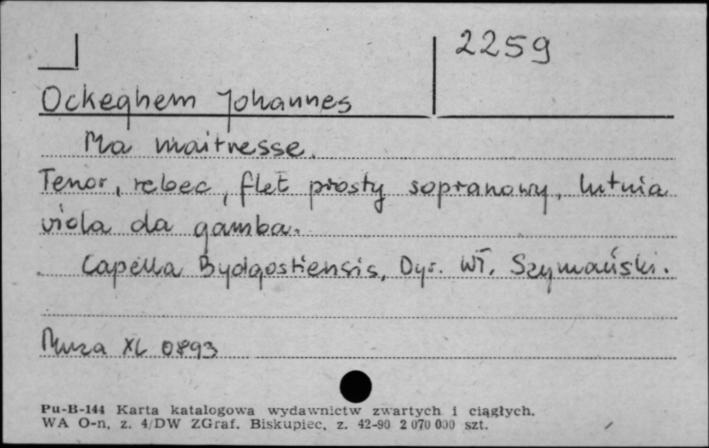 2259
Ockeghem Johannes
Ma maitresse.
Tenor, rebec, flet prosty sopranowy, lutnia
viola da gamba.
Capella Bydgostiensis, Dyr. Wł. Szymański.
Muza XL 0893
Pu-B-144 Karta katalogowa wydawnictw zwartych i ciągłych.
WA O-n, z. 4/DW ZGraf. Biskupiec, z. 42-90 2 070 000 szt.